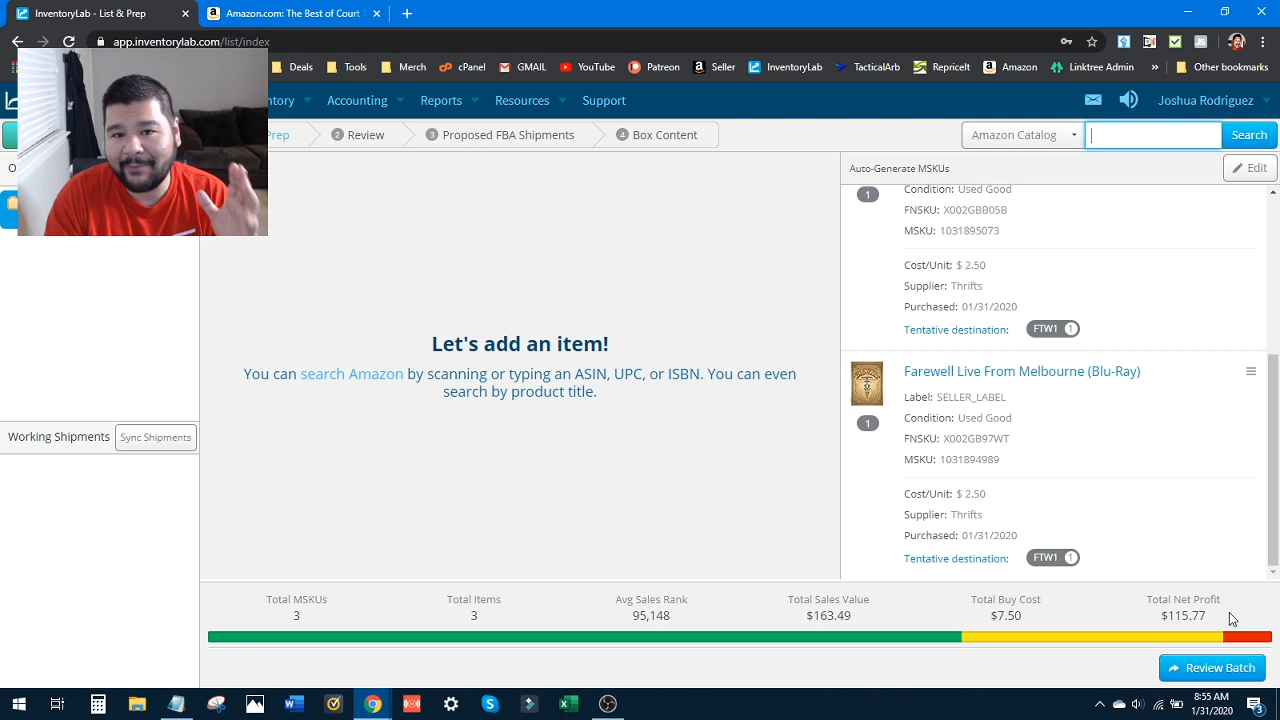 InventoryLab - List & Prep
Amazon.com: The Best of Court T
app.inventorylab.com/list/index
Deals
Tools
Merch
cPanel
GMAIL
YouTube
Patreon
Seller
InventoryLab
TacticalArb
RepriceIt
Amazon
Linktree Admin
»
Other bookmarks
ntory
Accounting
Reports
Resources
Support
Joshua Rodriguez
Prep
2 Review
3 Proposed FBA Shipments
4 Box Content
Amazon Catalog
Search
O
Auto-Generate MSKUs
Edit
1
Condition: Used Good
FNSKU: X002GBB05B
MSKU: 1031895073
Cost/Unit: $ 2.50
Supplier: Thrifts
Purchased: 01/31/2020
Tentative destination: FTW1 1
Let's add an item!
You can search Amazon by scanning or typing an ASIN, UPC, or ISBN. You can even
search by product title.
Farewell Live From Melbourne (Blu-Ray)
Label: SELLER_LABEL
Condition: Used Good
1
FNSKU: X002GB97WT
MSKU: 1031894989
Cost/Unit: $ 2.50
Supplier: Thrifts
Purchased: 01/31/2020
Tentative destination: FTW1 1
Working Shipments
Sync Shipments
Total MSKUs
3
Total Items
3
Avg Sales Rank
95,148
Total Sales Value
$163.49
Total Buy Cost
$7.50
Total Net Profit
$115.77
Review Batch
8:55 AM
1/31/2020
3